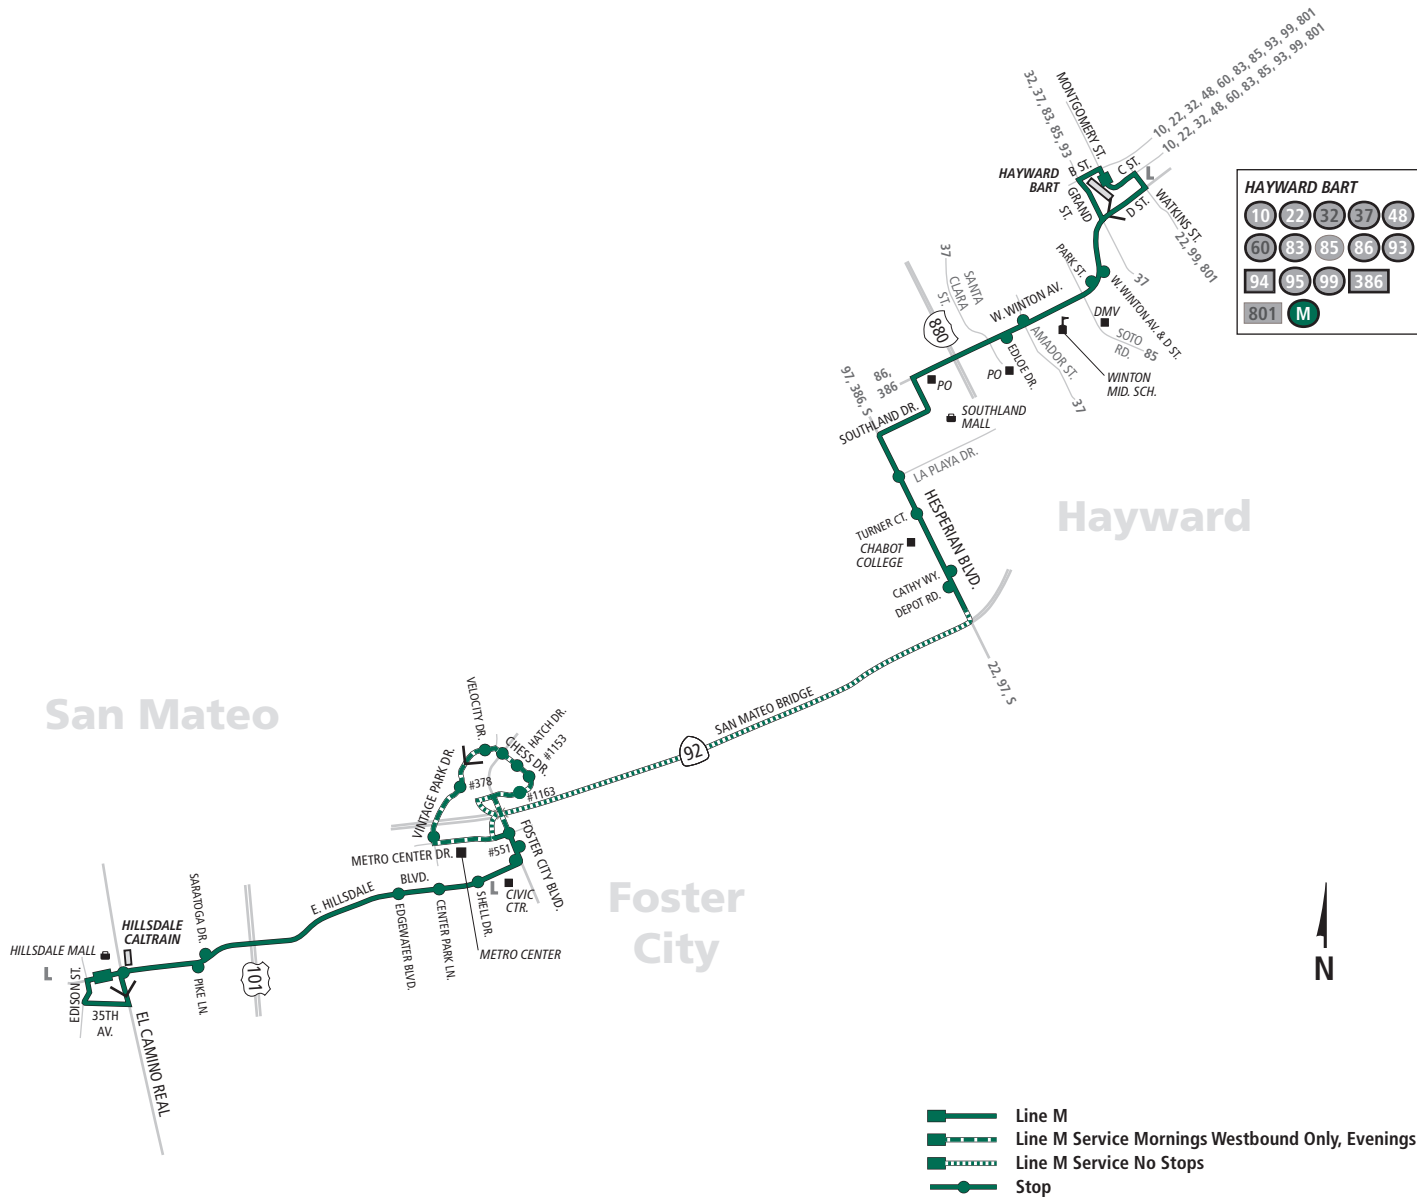 10, 22, 32, 48, 60, 83, 85, 93, 99, 801
10, 22, 32, 48, 60, 83, 85, 93, 99, 801
32, 37, 83, 85, 93
MONTGOMERY ST.
B ST.
C ST.
L
HAYWARD
BART
GRAND
ST.
D ST.
WATKINS ST.
22, 99, 801
HAYWARD BART
10 22 32 37 48
60 83 85 86 93
94 95 99 386
801 M
37
SANTA
CLARA
ST.
PARK ST.
37
W. WINTON AV.
W. WINTON AV. & D ST.
DMV
SOTO
RD.
85
880
EDLOE DR.
AMADOR ST.
37
WINTON
MID. SCH.
86,
386
97, 386, S
PO
PO
SOUTHLAND DR.
SOUTHLAND
MALL
LA PLAYA DR.
HESPERIAN BLVD.
Hayward
TURNER CT.
CHABOT
COLLEGE
CATHY WY.
DEPOT RD.
22, 97, S
San Mateo
SAN MATEO BRIDGE
92
VELOCITY DR.
HATCH DR.
#1153
CHESS DR.
VINTAGE PARK DR.
#378
#1163
METRO CENTER DR.
#551
FOSTER CITY BLVD.
BLVD.
E. HILLSDALE
L
CIVIC
CTR.
Foster
City
SHELL DR.
CENTER PARK LN.
EDGEWATER BLVD.
METRO CENTER
SARATOGA DR.
HILLSDALE
CALTRAIN
HILLSDALE MALL
L
EDISON ST.
35TH
AV.
PIKE LN.
101
EL CAMINO REAL
N
Line M
Line M Service Mornings Westbound Only, Evenings
Line M Service No Stops
Stop